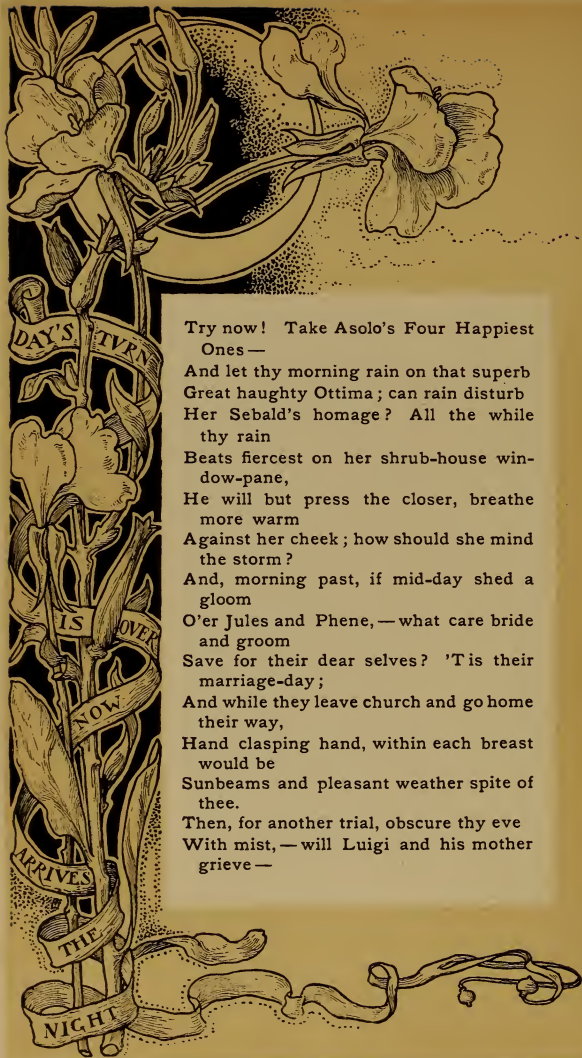 DAY'S TVRN
IS OVER
NOW
ARRIVES
THE
NIGHT
Try now! Take Asolo's Four Happiest
Ones—
And let thy morning rain on that superb
Great haughty Ottima; can rain disturb
Her Sebald's homage? All the while
thy rain
Beats fiercest on her shrub-house win-
dow-pane,
He will but press the closer, breathe
more warm
Against her cheek; how should she mind
the storm?
And, morning past, if mid-day shed a
gloom
O'er Jules and Phene,—what care bride
and groom
Save for their dear selves? 'T is their
marriage-day;
And while they leave church and go home
their way,
Hand clasping hand, within each breast
would be
Sunbeams and pleasant weather spite of
thee.
Then, for another trial, obscure thy eve
With mist,—will Luigi and his mother
grieve—